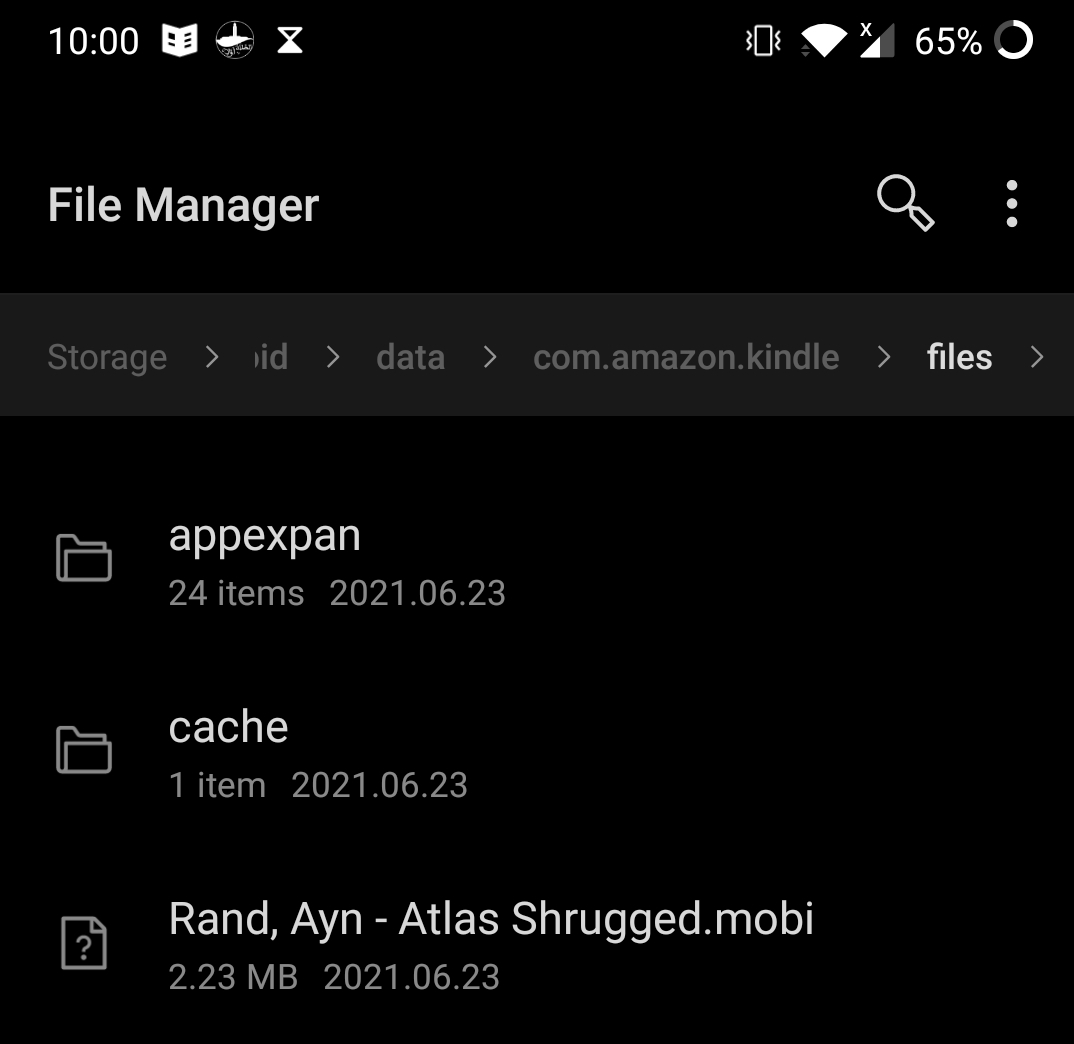 10:00 x 65%
File Manager
Storage > oid > data > com.amazon.kindle > files >
appexpan
24 items 2021.06.23
cache
1 item 2021.06.23
Rand, Ayn - Atlas Shrugged.mobi
?
2.23 MB 2021.06.23